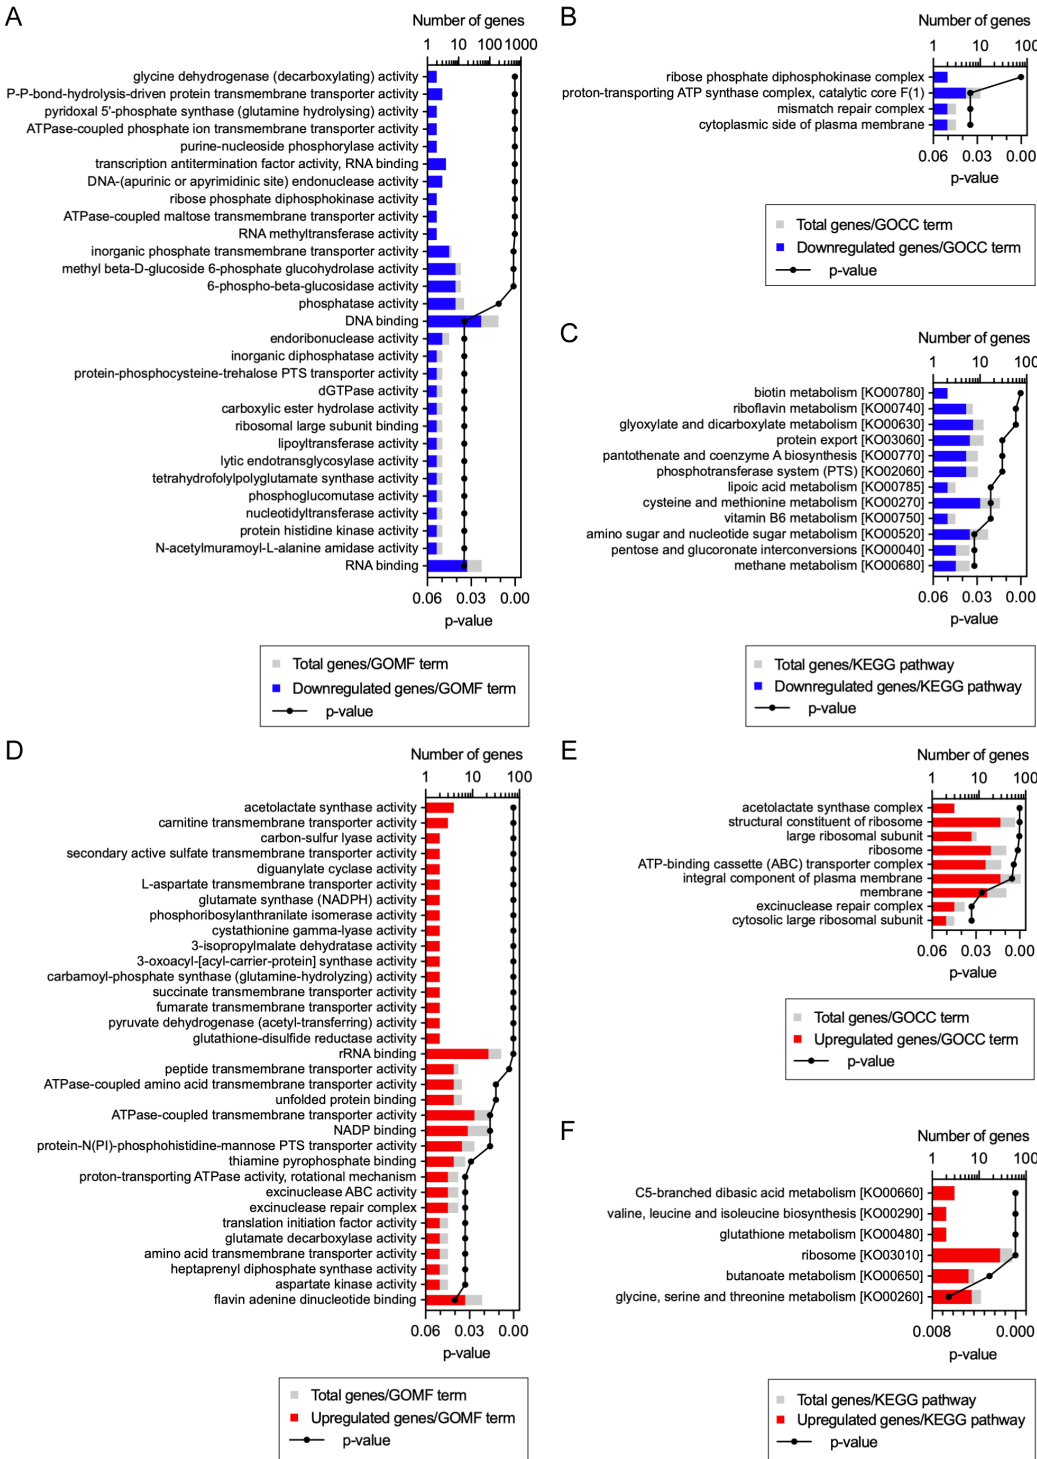 A
Number of genes
1 10 100 1000
glycine dehydrogenase (decarboxylating) activity
P-P-bond-hydrolysis-driven protein transmembrane transporter activity
pyridoxal 5'-phosphate synthase (glutamine hydrolysing) activity
ATPase-coupled phosphate ion transmembrane transporter activity
purine-nucleoside phosphorylase activity
transcription antitermination factor activity, RNA binding
DNA-(apurinic or apyrimidinic site) endonuclease activity
ribose phosphate diphosphokinase activity
ATPase-coupled maltose transmembrane transporter activity
RNA methyltransferase activity
inorganic phosphate transmembrane transporter activity
methyl beta-D-glucoside 6-phosphate glucohydrolase activity
6-phospho-beta-glucosidase activity
phosphatase activity
DNA binding
endoribonuclease activity
inorganic diphosphatase activity
protein-phosphocysteine-trehalose PTS transporter activity
dGTPase activity
carboxylic ester hydrolase activity
ribosomal large subunit binding
lipoyltransferase activity
lytic endotransglycosylase activity
tetrahydrofolylpolyglutamate synthase activity
phosphoglucomutase activity
nucleotidyltransferase activity
protein histidine kinase activity
N-acetylmuramoyl-L-alanine amidase activity
RNA binding
0.06 0.03 0.00
p-value
Total genes/GOMF term
Downregulated genes/GOMF term
p-value
B
Number of genes
1 10 100
ribose phosphate diphosphokinase complex
proton-transporting ATP synthase complex, catalytic core F(1)
mismatch repair complex
cytoplasmic side of plasma membrane
0.06 0.03 0.00
p-value
Total genes/GOCC term
Downregulated genes/GOCC term
p-value
C
Number of genes
1 10 100
biotin metabolism [KO00780]
riboflavin metabolism [KO00740]
glyoxylate and dicarboxylate metabolism [KO00630]
protein export [KO03060]
pantothenate and coenzyme A biosynthesis [KO00770]
phosphotransferase system (PTS) [KO02060]
lipoic acid metabolism [KO00785]
cysteine and methionine metabolism [KO00270]
vitamin B6 metabolism [KO00750]
amino sugar and nucleotide sugar metabolism [KO00520]
pentose and glucoronate interconversions [KO00040]
methane metabolism [KO00680]
0.06 0.03 0.00
p-value
Total genes/KEGG pathway
Downregulated genes/KEGG pathway
p-value
D
Number of genes
1 10 100
acetolactate synthase activity
carnitine transmembrane transporter activity
carbon-sulfur lyase activity
secondary active sulfate transmembrane transporter activity
diguanylate cyclase activity
L-aspartate transmembrane transporter activity
glutamate synthase (NADPH) activity
phosphoribosylanthranilate isomerase activity
cystathionine gamma-lyase activity
3-isopropylmalate dehydratase activity
3-oxoacyl-[acyl-carrier-protein] synthase activity
carbamoyl-phosphate synthase (glutamine-hydrolyzing) activity
succinate transmembrane transporter activity
fumarate transmembrane transporter activity
pyruvate dehydrogenase (acetyl-transferring) activity
glutathione-disulfide reductase activity
rRNA binding
peptide transmembrane transporter activity
ATPase-coupled amino acid transmembrane transporter activity
unfolded protein binding
ATPase-coupled transmembrane transporter activity
NADP binding
protein-N(PI)-phosphohistidine-mannose PTS transporter activity
thiamine pyrophosphate binding
proton-transporting ATPase activity, rotational mechanism
excinuclease ABC activity
excinuclease repair complex
translation initiation factor activity
glutamate decarboxylase activity
amino acid transmembrane transporter activity
heptaprenyl diphosphate synthase activity
aspartate kinase activity
flavin adenine dinucleotide binding
0.06 0.03 0.00
p-value
Total genes/GOMF term
Upregulated genes/GOMF term
p-value
E
Number of genes
1 10 100
acetolactate synthase complex
structural constituent of ribosome
large ribosomal subunit
ribosome
ATP-binding cassette (ABC) transporter complex
integral component of plasma membrane
membrane
excinuclease repair complex
cytosolic large ribosomal subunit
0.06 0.03 0.00
p-value
Total genes/GOCC term
Upregulated genes/GOCC term
p-value
F
Number of genes
1 10 100
C5-branched dibasic acid metabolism [KO00660]
valine, leucine and isoleucine biosynthesis [KO00290]
glutathione metabolism [KO00480]
ribosome [KO03010]
butanoate metabolism [KO00650]
glycine, serine and threonine metabolism [KO00260]
0.008 0.000
p-value
Total genes/KEGG pathway
Upregulated genes/KEGG pathway
p-value